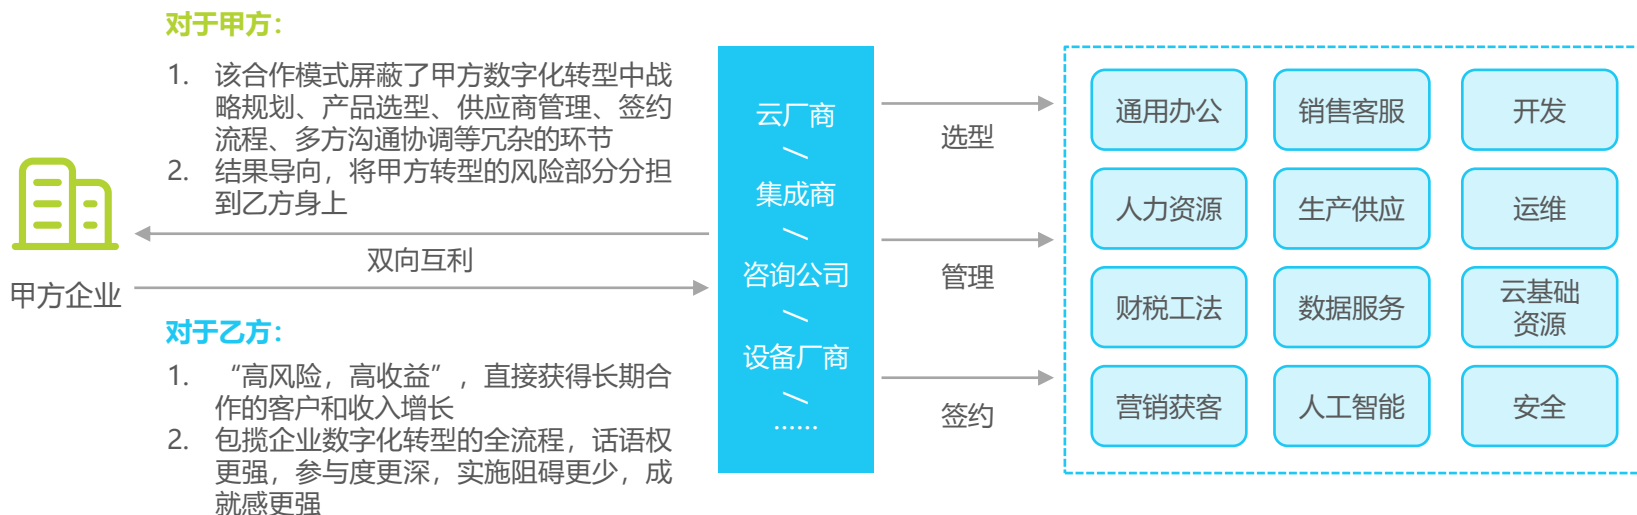 对于甲方：
1. 该合作模式屏蔽了甲方数字化转型中战
略规划、产品选型、供应商管理、签约
流程、多方沟通协调等冗杂的环节
2. 结果导向，将甲方转型的风险部分分担
到乙方身上
双向互利
甲方企业
对于乙方：
1. “高风险，高收益”，直接获得长期合
作的客户和收入增长
2. 包揽企业数字化转型的全流程，话语权
更强，参与度更深，实施阻碍更少，成
就感更强
云厂商
\
集成商
\
咨询公司
\
设备厂商
\
……
选型
管理
签约
通用办公
销售客服
开发
人力资源
生产供应
运维
财税工法
数据服务
云基础
资源
营销获客
人工智能
安全